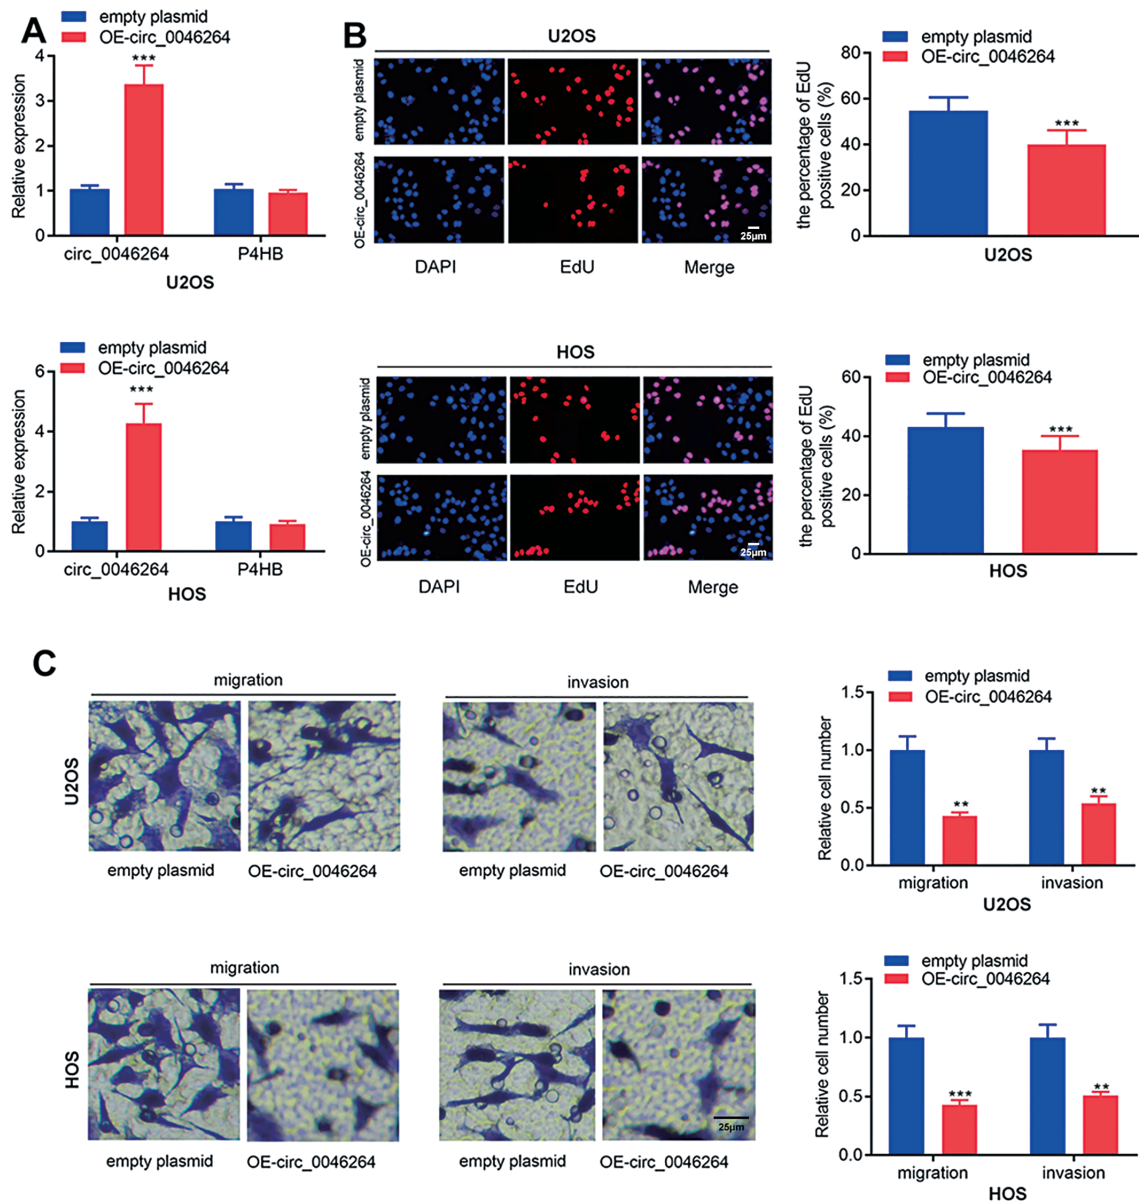 A
empty plasmid
OE-circ_0046264
Relative expression
4
3
2
1
0
***
circ_0046264
P4HB
U2OS
empty plasmid
OE-circ_0046264
Relative expression
6
4
2
0
***
circ_0046264
P4HB
HOS
B
U2OS
empty plasmid
OE-circ_0046264
25μm
DAPI
EdU
Merge
empty plasmid
OE-circ_0046264
the percentage of EdU
positive cells (%)
80
60
40
20
0
***
U2OS
HOS
empty plasmid
OE-circ_0046264
25μm
DAPI
EdU
Merge
empty plasmid
OE-circ_0046264
the percentage of EdU
positive cells (%)
60
40
20
0
***
HOS
C
migration
invasion
U2OS
empty plasmid
OE-circ_0046264
empty plasmid
OE-circ_0046264
empty plasmid
OE-circ_0046264
Relative cell number
1.5
1.0
0.5
0.0
**
**
migration
invasion
U2OS
migration
invasion
HOS
25μm
empty plasmid
OE-circ_0046264
empty plasmid
OE-circ_0046264
empty plasmid
OE-circ_0046264
Relative cell number
1.5
1.0
0.5
0.0
***
**
migration
invasion
HOS